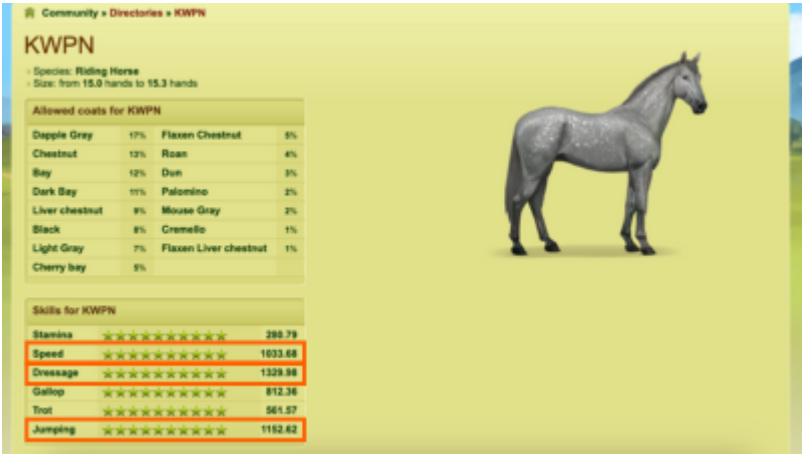 Community » Directories » KWPN
KWPN
Species: Riding Horse
Size: from 15.0 hands to 15.3 hands
Allowed coats for KWPN
Dapple Gray 17% Flaxen Chestnut 5%
Chestnut 13% Roan 4%
Bay 12% Dun 3%
Dark Bay 11% Palomino 2%
Liver chestnut 9% Mouse Gray 2%
Black 8% Cremello 1%
Light Gray 7% Flaxen Liver chestnut 1%
Cherry bay 5%
Skills for KWPN
Stamina 280.79
Speed 1033.68
Dressage 1329.98
Gallop 812.36
Trot 561.57
Jumping 1152.62